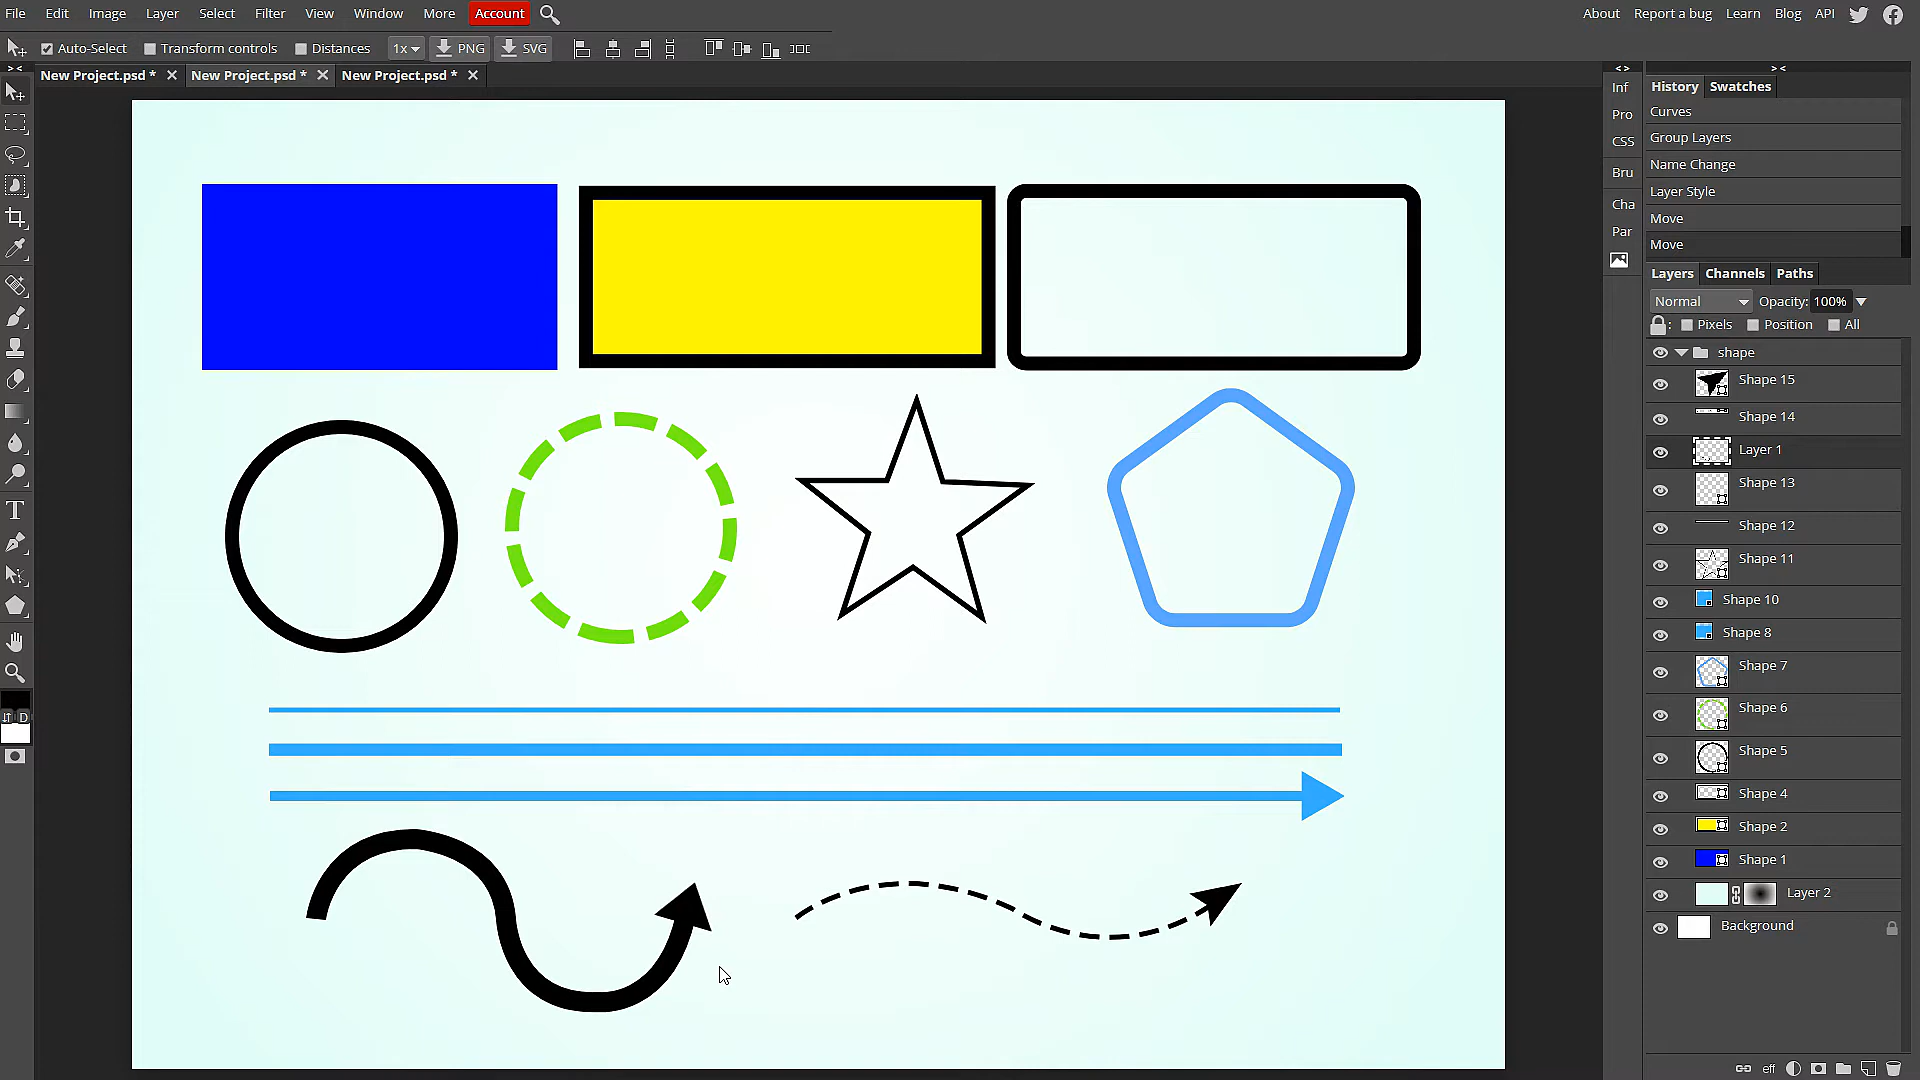 File Edit Image Layer Select Filter View Window More Account About Report a bug Learn Blog API
Auto-Select Transform controls Distances 1x PNG SVG
New Project.psd * New Project.psd * New Project.psd *
Inf
Pro
CSS
Bru
Cha
Par
D
History Swatches
Curves
Group Layers
Name Change
Layer Style
Move
Move
Layers Channels Paths
Normal Opacity: 100%
: Pixels Position All
shape
Shape 15
Shape 14
Layer 1
Shape 13
Shape 12
Shape 11
Shape 10
Shape 8
Shape 7
Shape 6
Shape 5
Shape 4
Shape 2
Shape 1
Layer 2
Background
eff